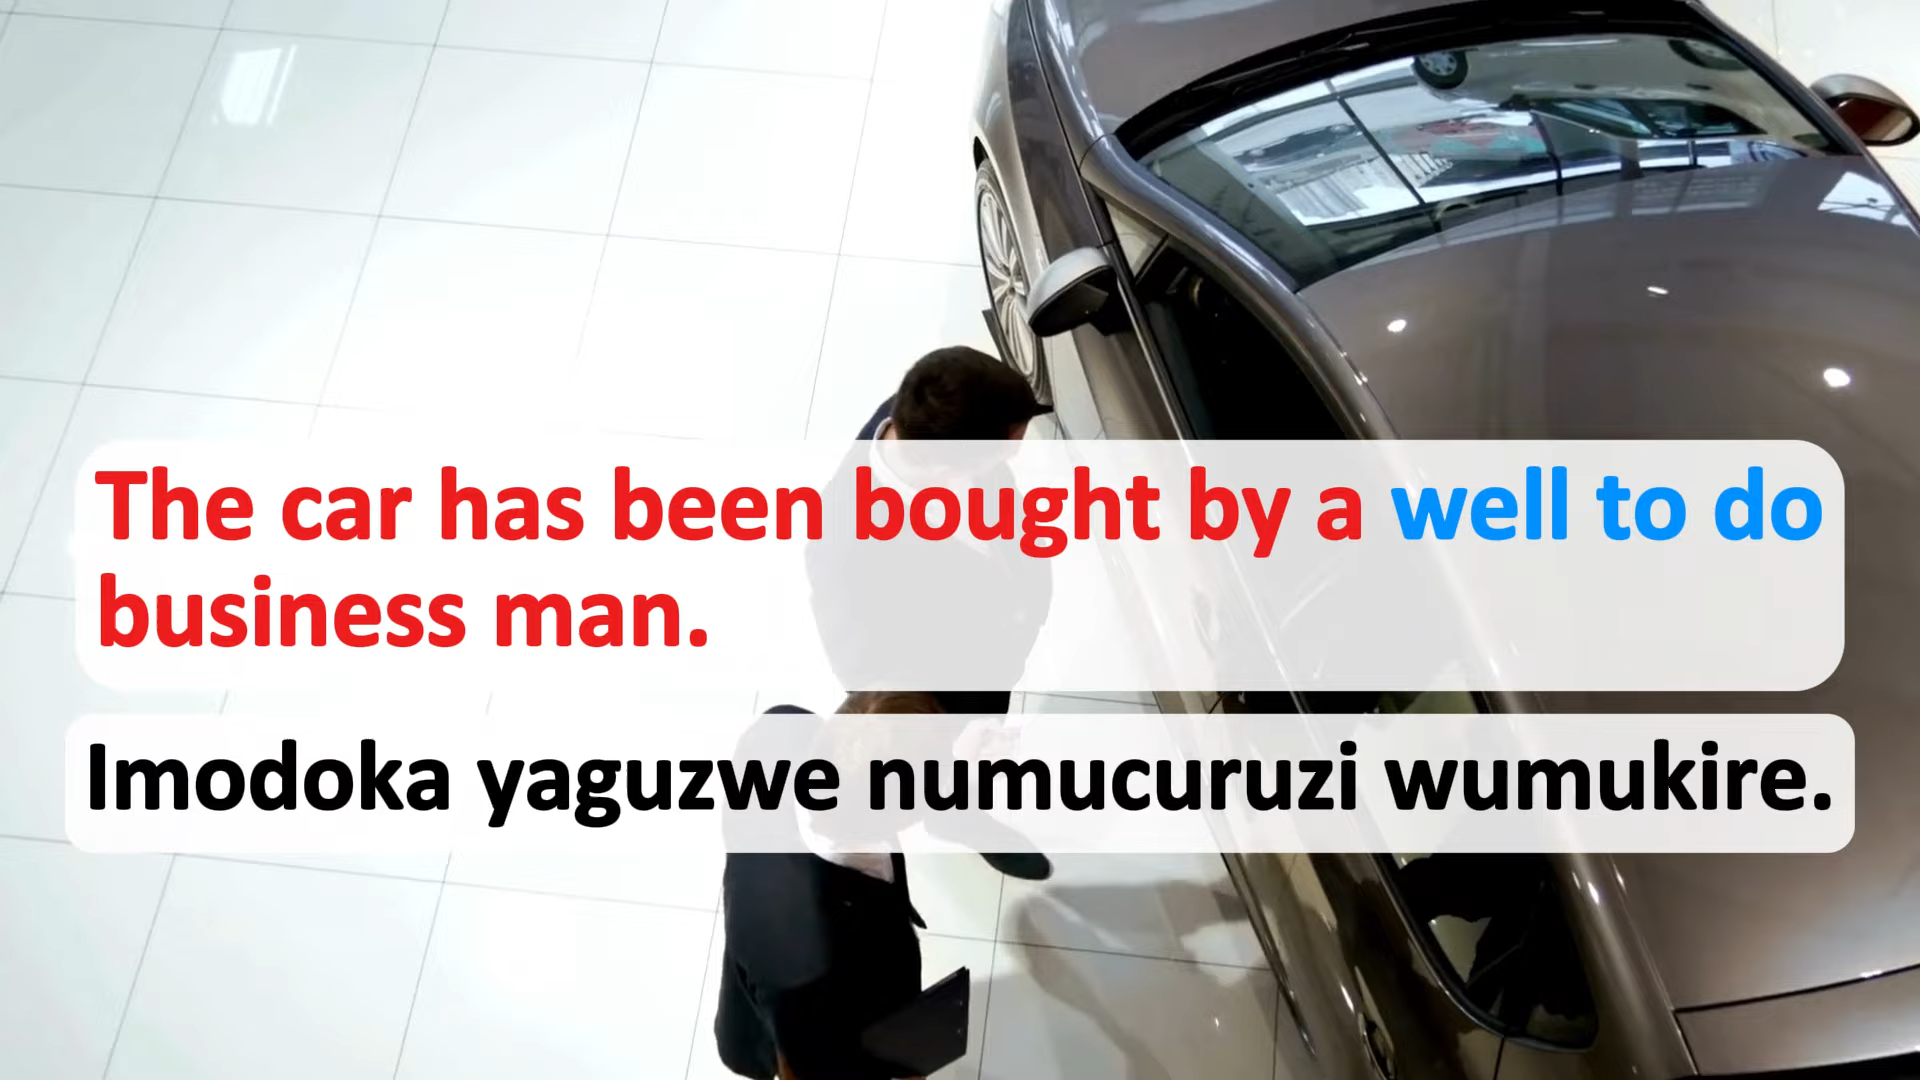 The car has been bought by a well to do
business man.
Imodoka yaguzwe numucuruzi wumukire.